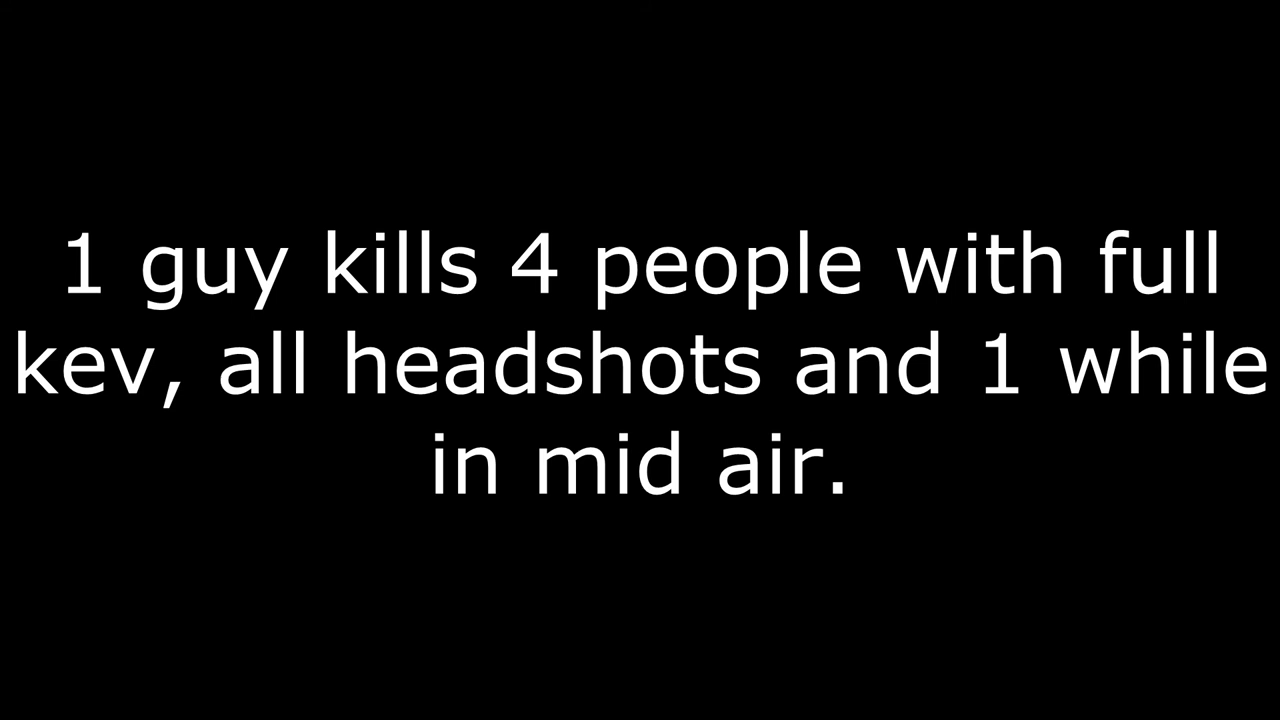 1 guy kills 4 people with full
kev, all headshots and 1 while
in mid air.